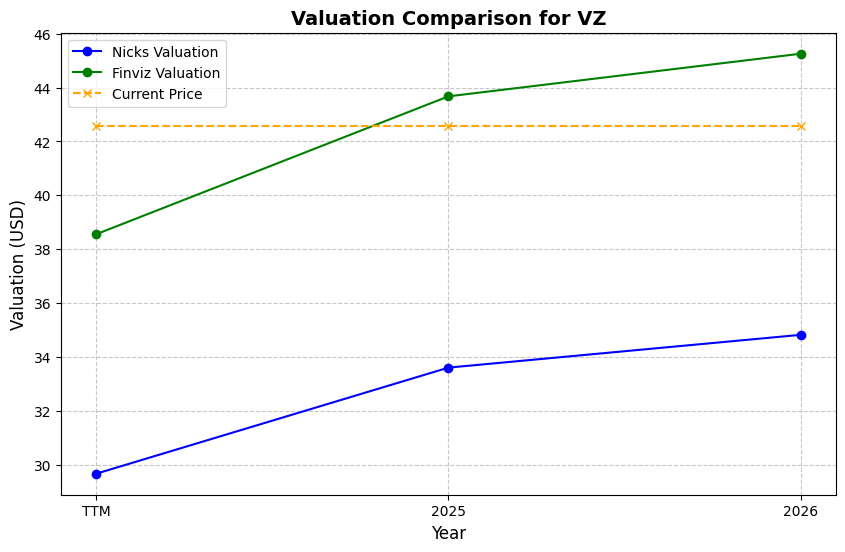 Valuation Comparison for VZ
Nicks Valuation
Finviz Valuation
Current Price
Valuation (USD)
46
44
42
40
38
36
34
32
30
TTM 2025 2026
Year